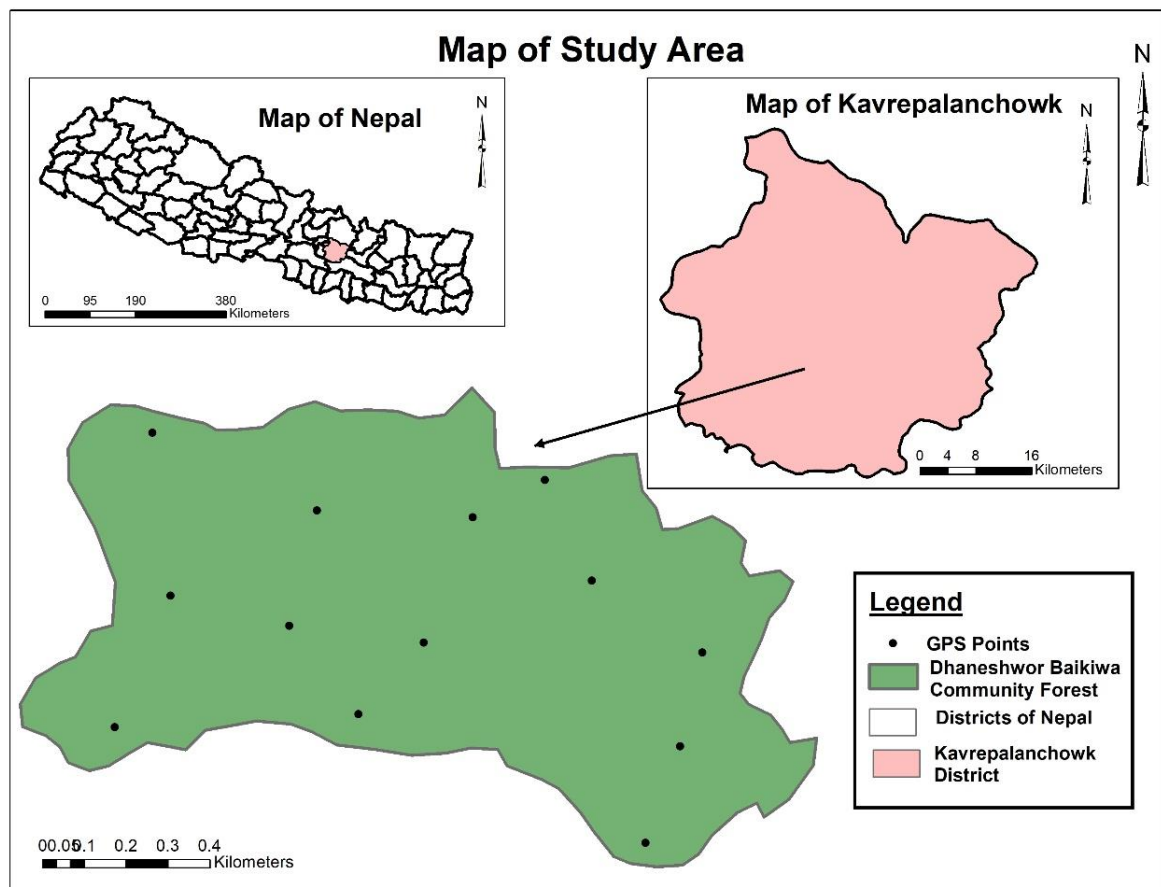 Map of Study Area
N
Map of Nepal
N
0 95 190 380
Kilometers
Map of Kavrepalanchowk
N
0 4 8 16
Kilometers
Legend
GPS Points
Dhaneshwor Baikiwa
Community Forest
Districts of Nepal
Kavrepalanchowk
District
0 0.05 0.1 0.2 0.3 0.4
Kilometers